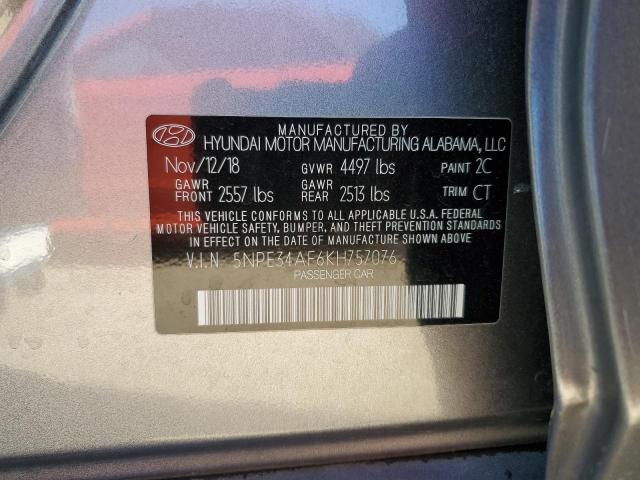 MANUFACTURED BY
HYUNDAI MOTOR MANUFACTURING ALABAMA, LLC
Nov/12/18 GVWR 4497 lbs PAINT 2C
GAWR FRONT 2557 lbs GAWR REAR 2513 lbs TRIM CT
THIS VEHICLE CONFORMS TO ALL APPLICABLE U.S.A. FEDERAL
MOTOR VEHICLE SAFETY, BUMPER, AND THEFT PREVENTION STANDARDS
IN EFFECT ON THE DATE OF MANUFACTURE SHOWN ABOVE.
V.I.N 5NPE34AF6KH757076
PASSENGER CAR